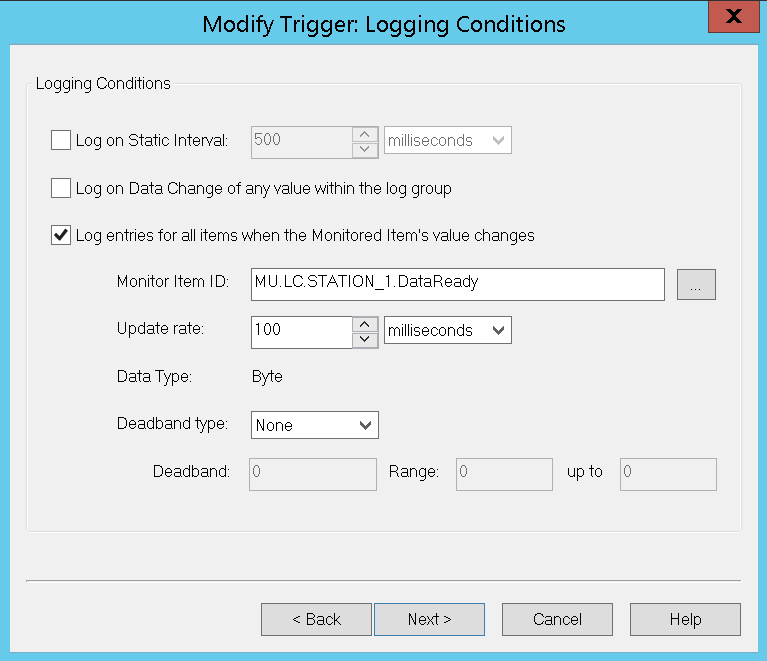 Modify Trigger: Logging Conditions
X
Logging Conditions
Log on Static Interval: 500 milliseconds
Log on Data Change of any value within the log group
Log entries for all items when the Monitored Item's value changes
Monitor Item ID: MU.LC.STATION_1.DataReady ...
Update rate: 100 milliseconds
Data Type: Byte
Deadband type: None
Deadband: 0 Range: 0 up to 0
< Back Next > Cancel Help